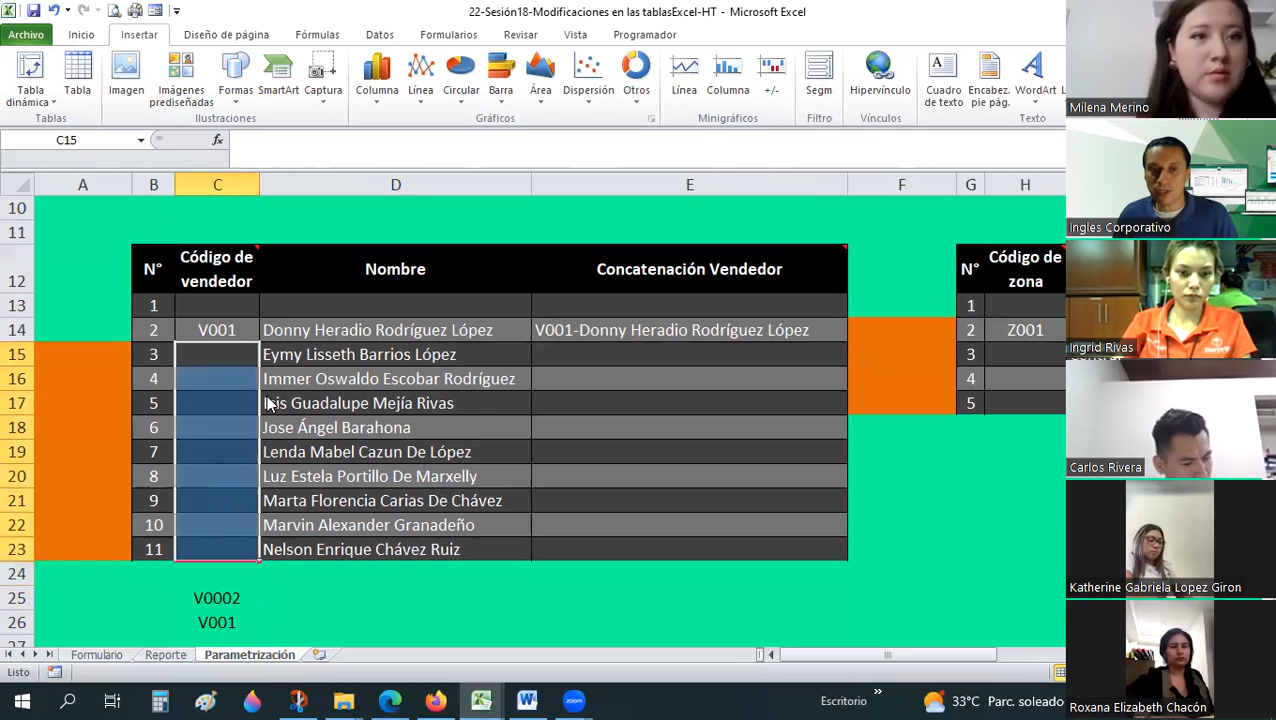 22-Sesión18-Modificaciones en las tablasExcel-HT - Microsoft Excel
Archivo Inicio Insertar Diseño de página Fórmulas Datos Formularios Revisar Vista Programador
Tabla dinámica Tabla Imagen Imágenes prediseñadas Formas SmartArt Captura Columna Línea Circular Barra Área Dispersión Otros Línea Columna +/- Segm Hipervínculo Cuadro de texto Encabez. pie pág. WordArt
Tablas Ilustraciones Gráficos Minigráficos Filtro Vínculos Texto
C15 fx
A B C D E F G H
10
11
12 N° Código de vendedor Nombre Concatenación Vendedor N° Código de zona
13 1 1
14 2 V001 Donny Heradio Rodríguez López V001-Donny Heradio Rodríguez López 2 Z001
15 3 Eymy Lisseth Barrios López 3
16 4 Immer Oswaldo Escobar Rodríguez 4
17 5 Iris Guadalupe Mejía Rivas 5
18 6 Jose Ángel Barahona
19 7 Lenda Mabel Cazun De López
20 8 Luz Estela Portillo De Marxelly
21 9 Marta Florencia Carias De Chávez
22 10 Marvin Alexander Granadeño
23 11 Nelson Enrique Chávez Ruiz
24
25 V0002
26 V001
27
Formulario Reporte Parametrización
Listo
Escritorio » 33°C Parc. soleado
zoom
Milena Merino
Ingles Corporativo
Ingrid Rivas
Carlos Rivera
Katherine Gabriela Lopez Giron
Roxana Elizabeth Chacón